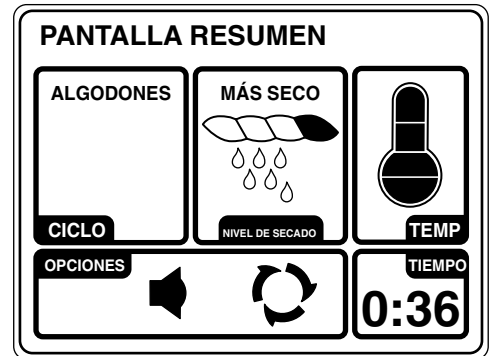 PANTALLA RESUMEN
ALGODONES
CICLO
MÁS SECO
NIVEL DE SECADO
TEMP
OPCIONES
TIEMPO
0:36